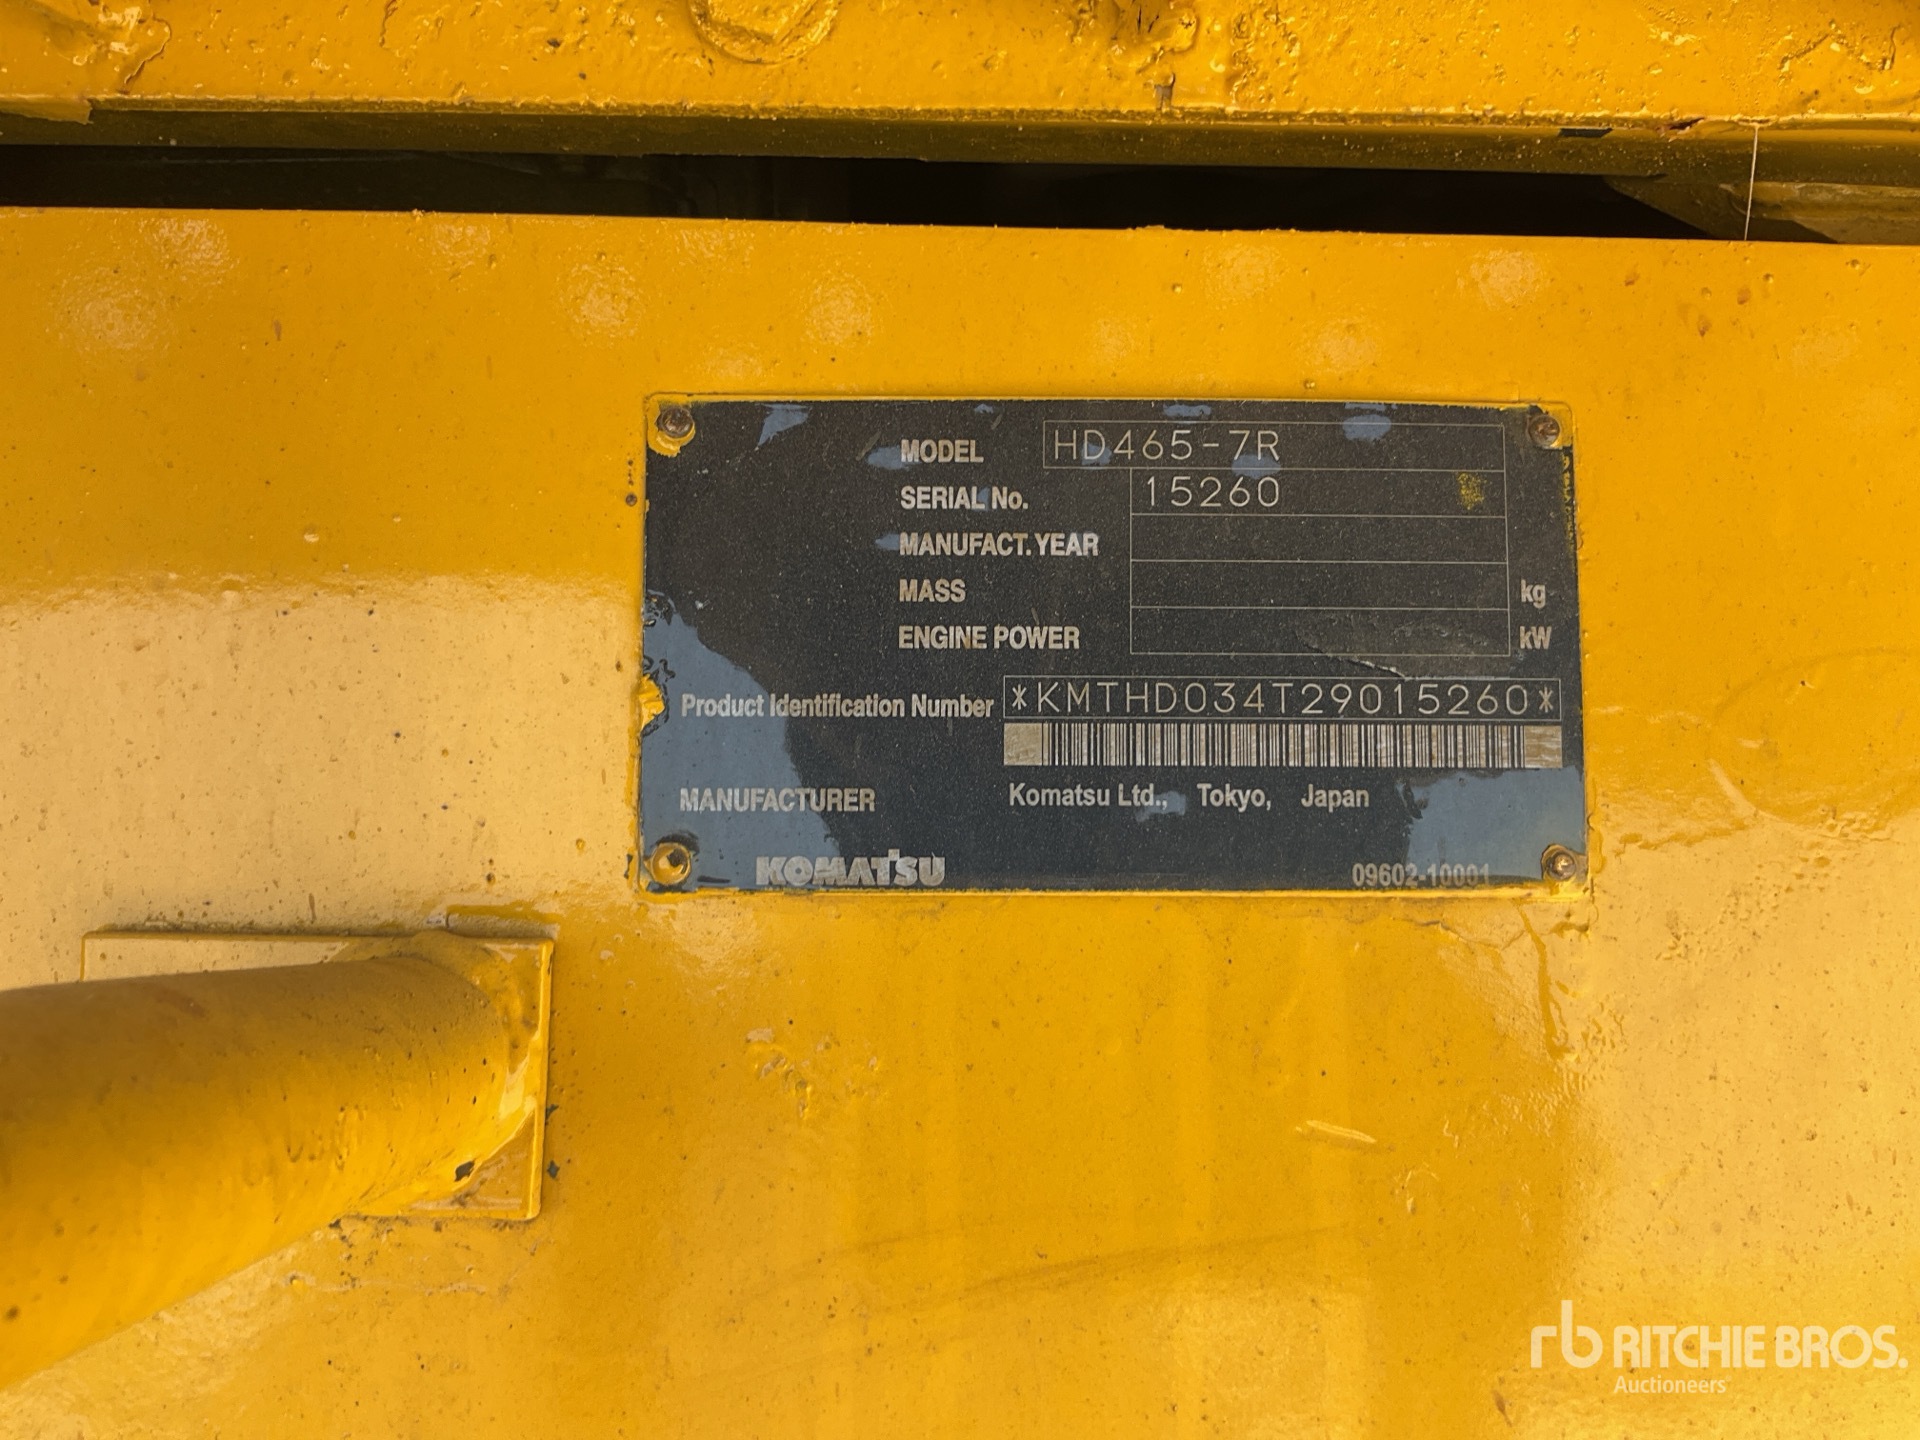 MODEL HD465-7R
SERIAL No. 15260
MANUFACT. YEAR
MASS kg
ENGINE POWER kW
Product Identification Number *KMTHD034T29015260*
MANUFACTURER Komatsu Ltd., Tokyo, Japan
KOMATSU 09602-10001
rb RITCHIE BROS.
Auctioneers